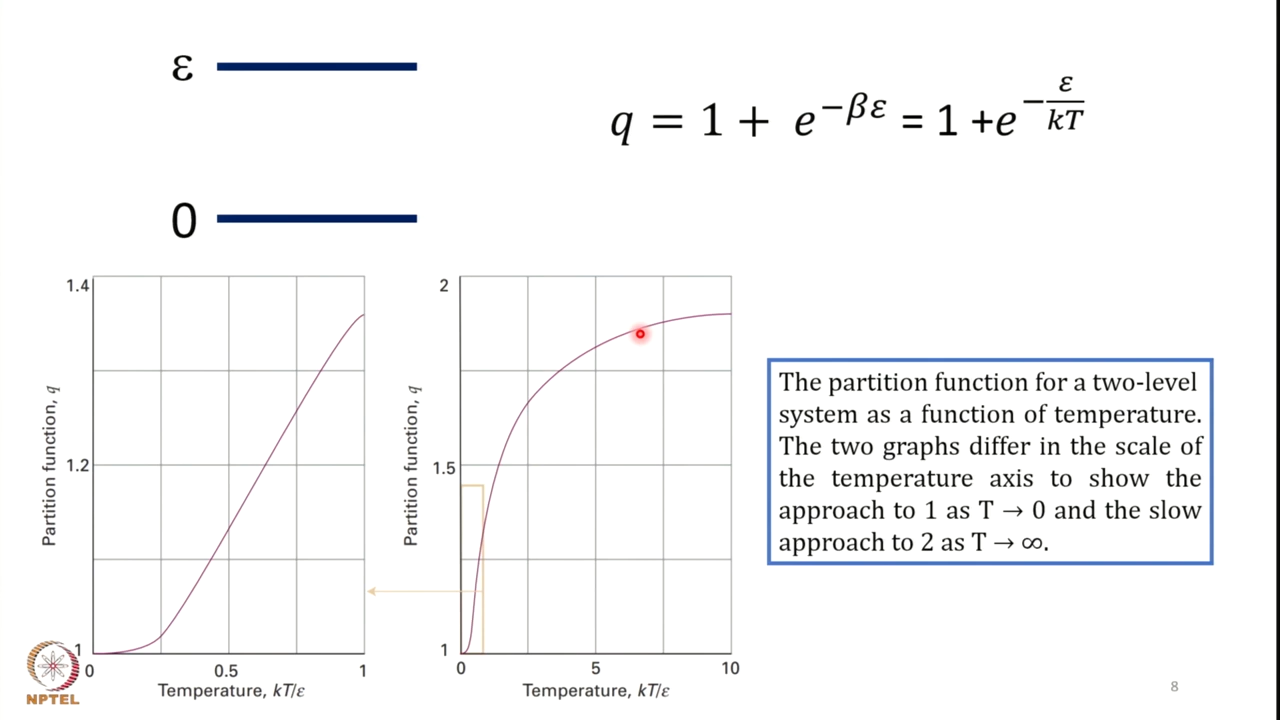 ε
q = 1 + e^{−βε} = 1 +e^{−\frac{ε}{kT}}
0
1.4
1.2
1
Partition function, q
0 0.5 1
Temperature, kT/ε
2
1.5
1
Partition function, q
0 5 10
Temperature, kT/ε
The partition function for a two-level
system as a function of temperature.
The two graphs differ in the scale of
the temperature axis to show the
approach to 1 as T → 0 and the slow
approach to 2 as T → ∞.
NPTEL
8